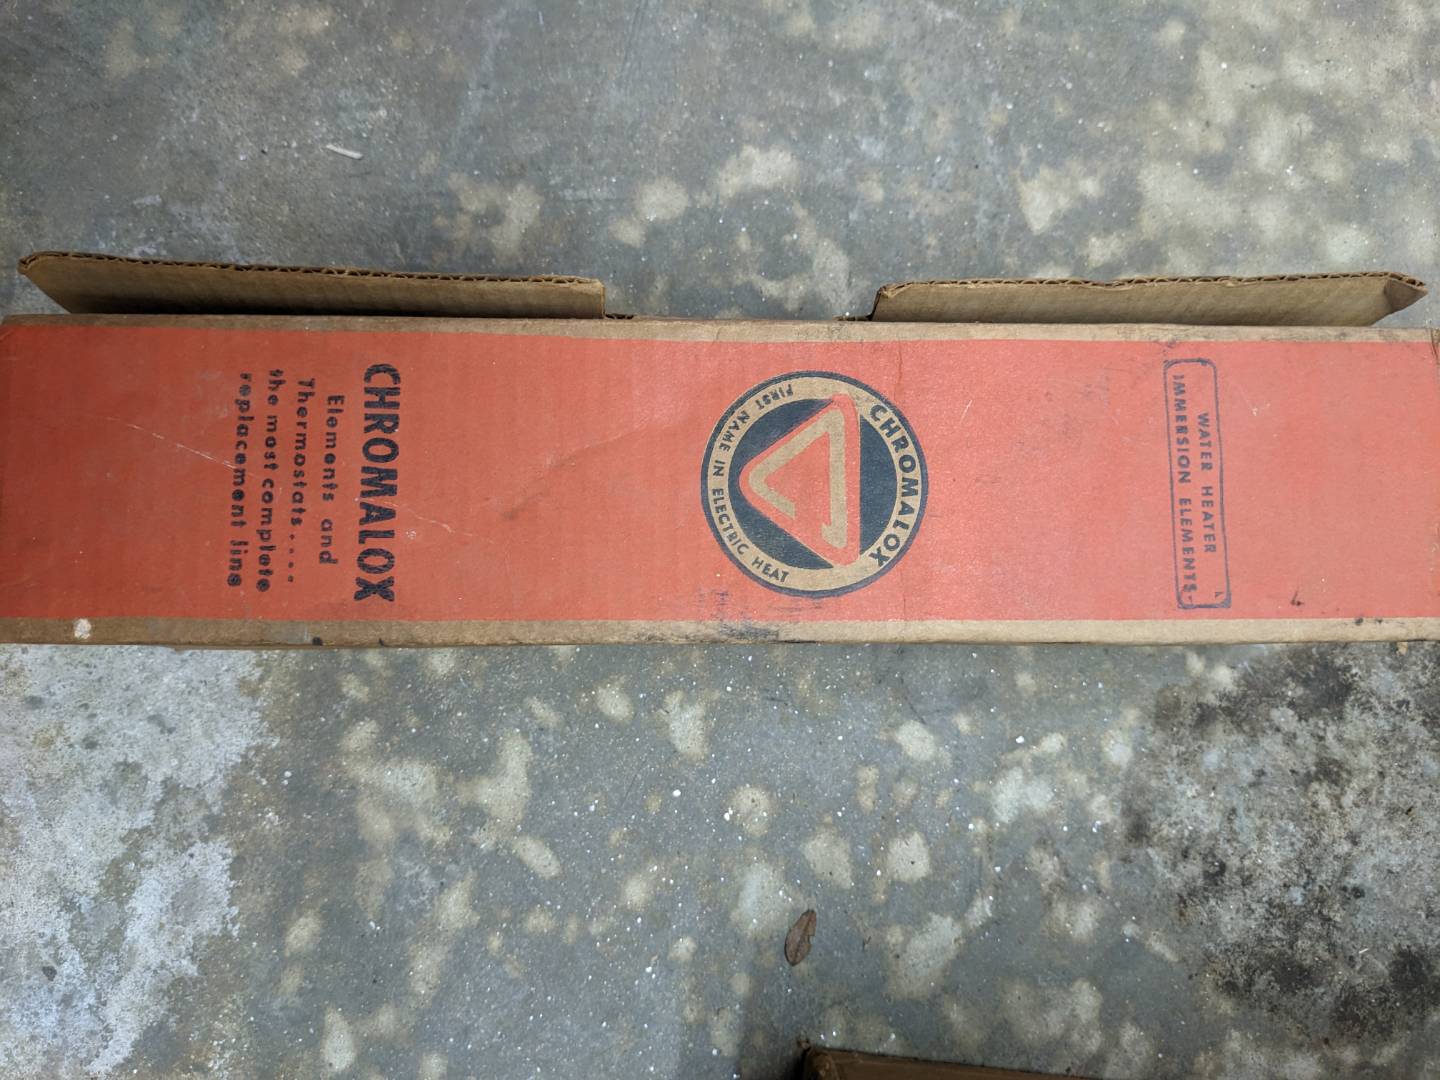 WATER HEATER
IMMERSION ELEMENTS
CHROMALOX
FIRST NAME IN ELECTRIC HEAT
CHROMALOX
Elements and
Thermostats....
the most complete
replacement line